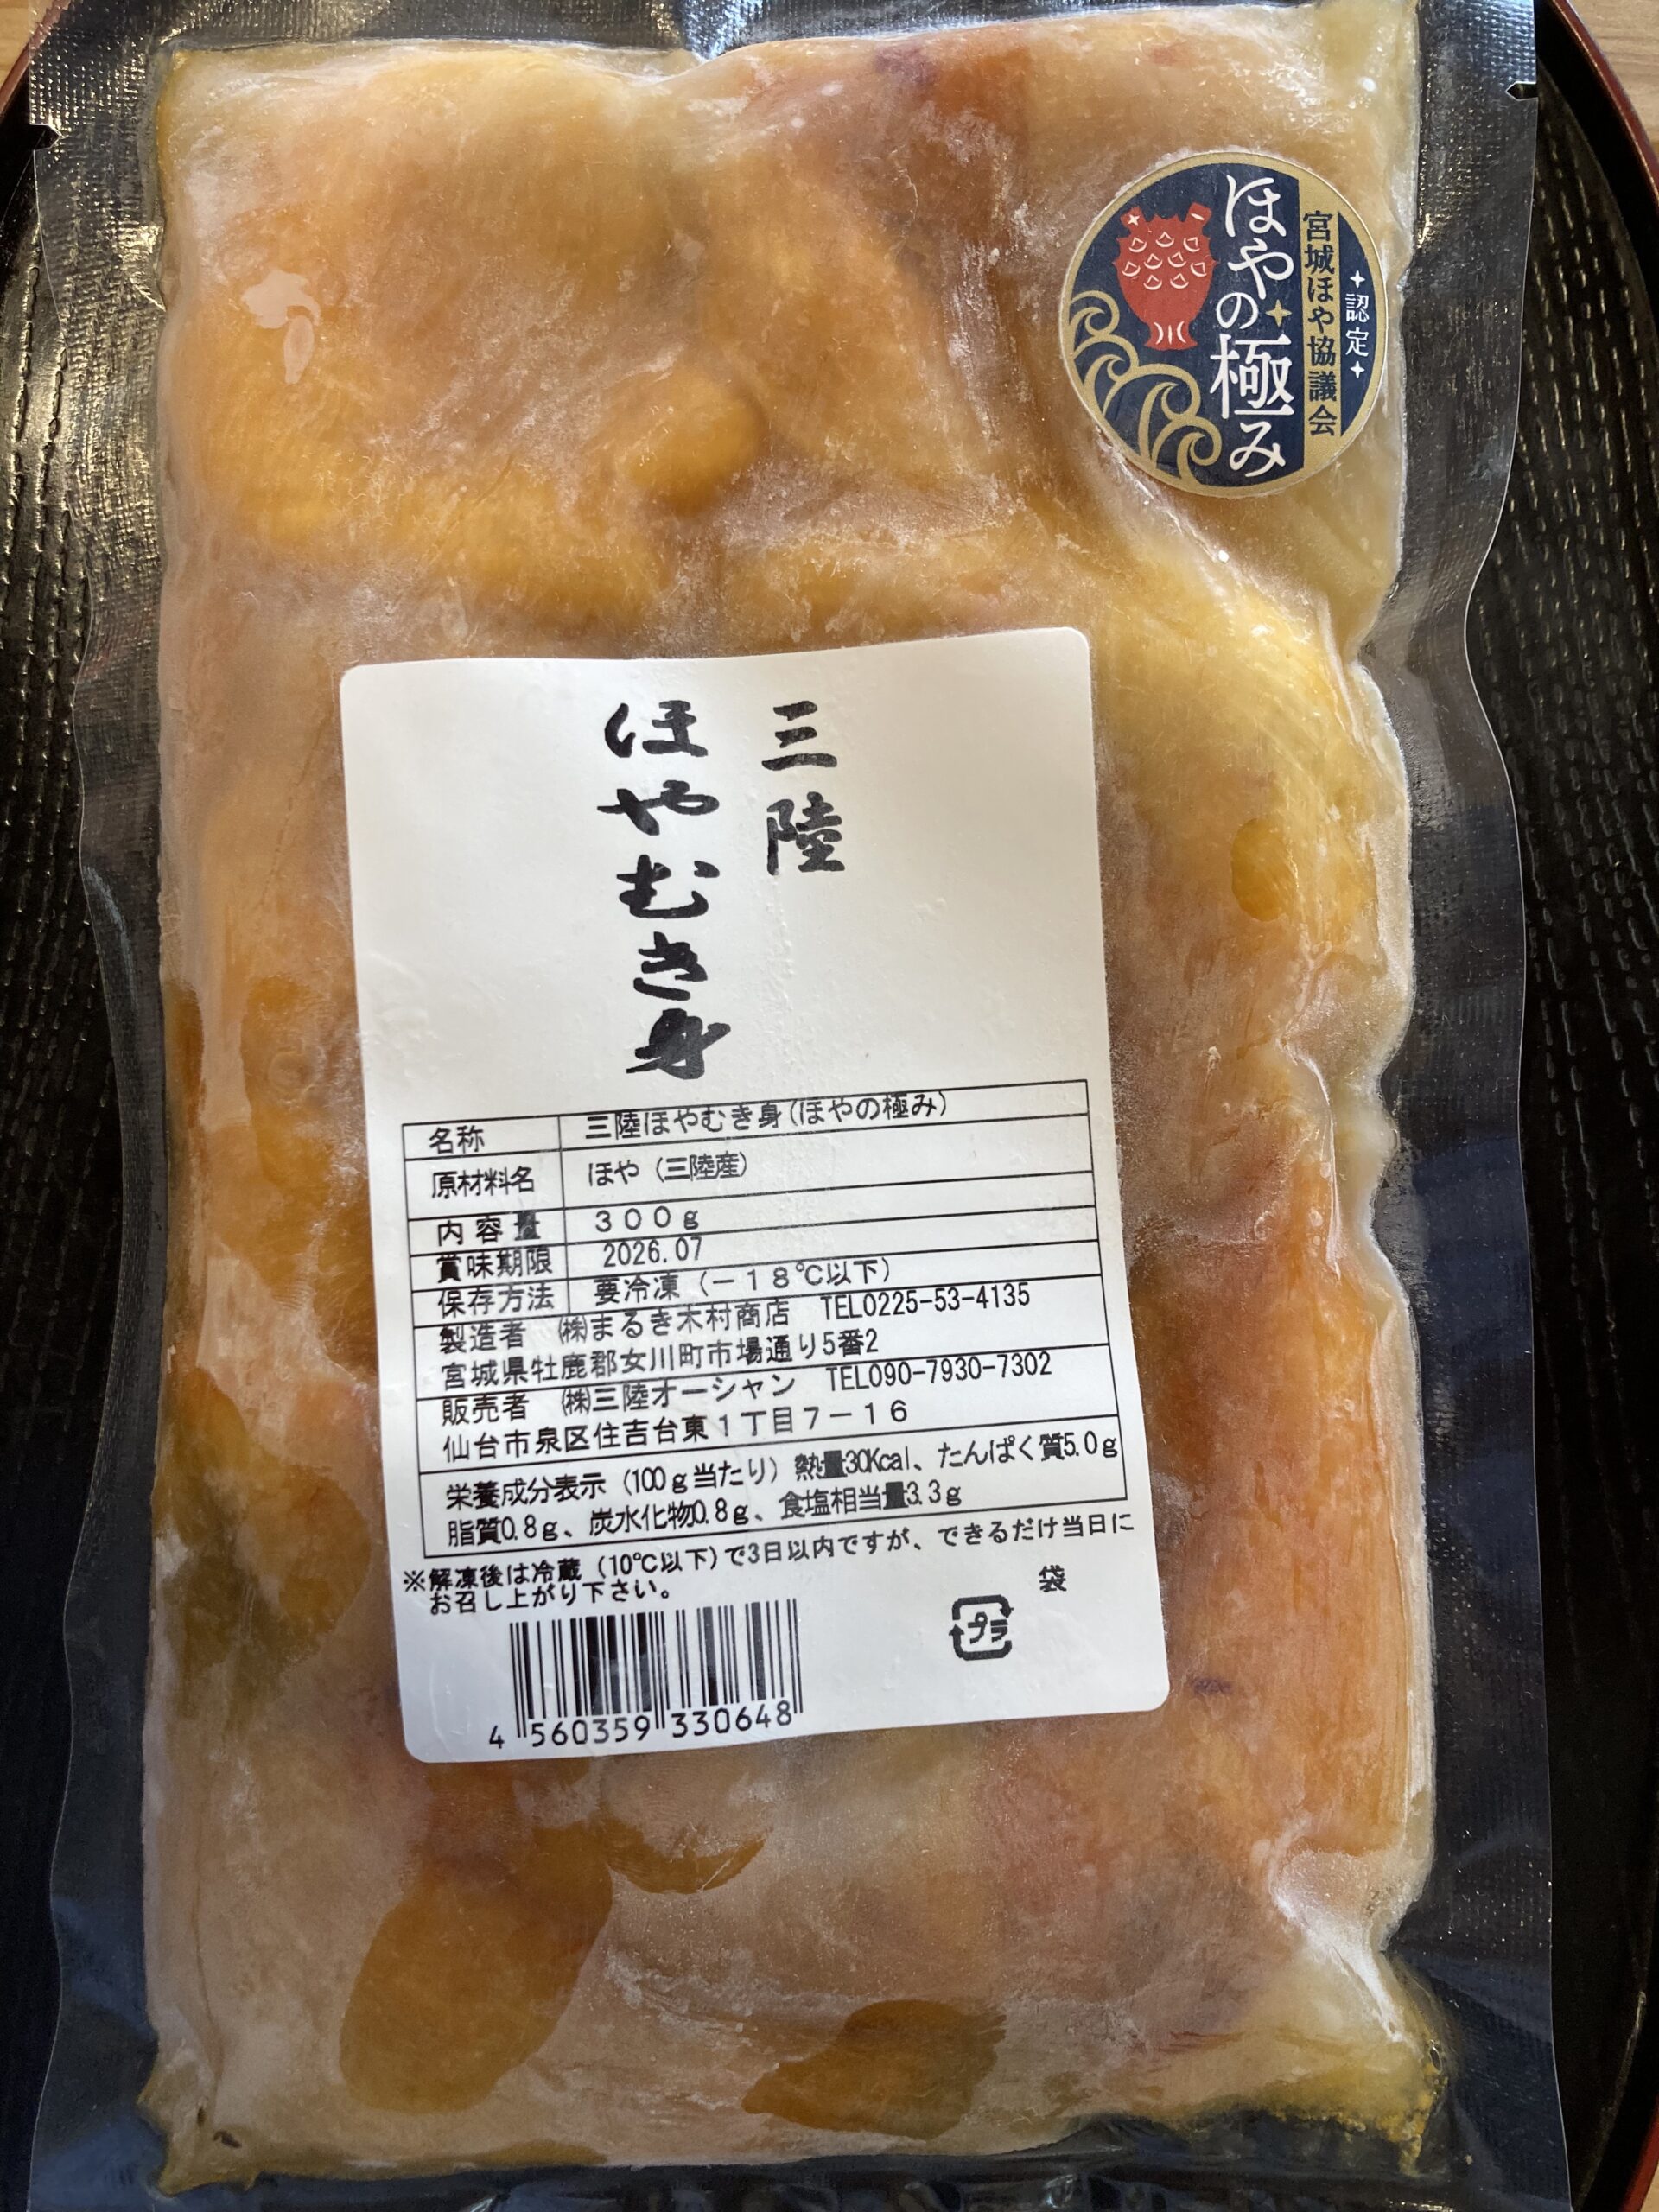 認定
宮城ほや協議会
ほやの極み
三陸
ほやむき身
名称 三陸ほやむき身(ほやの極み)
原材料名 ほや（三陸産）
内容量 ３００ｇ
賞味期限 2026.07
保存方法 要冷凍（－１８℃以下）
製造者 ㈱まるき木村商店 TEL0225-53-4135
宮城県牡鹿郡女川町市場通り5番2
販売者 ㈱三陸オーシャン TEL090-7930-7302
仙台市泉区住吉台東１丁目７－１６
栄養成分表示（100ｇ当たり）熱量30Kcal、たんぱく質5.0ｇ
脂質0.8ｇ、炭水化物0.8ｇ、食塩相当量3.3ｇ
※解凍後は冷蔵（10℃以下）で3日以内ですが、できるだけ当日に
お召し上がり下さい。
袋
プラ
4 560359 330648